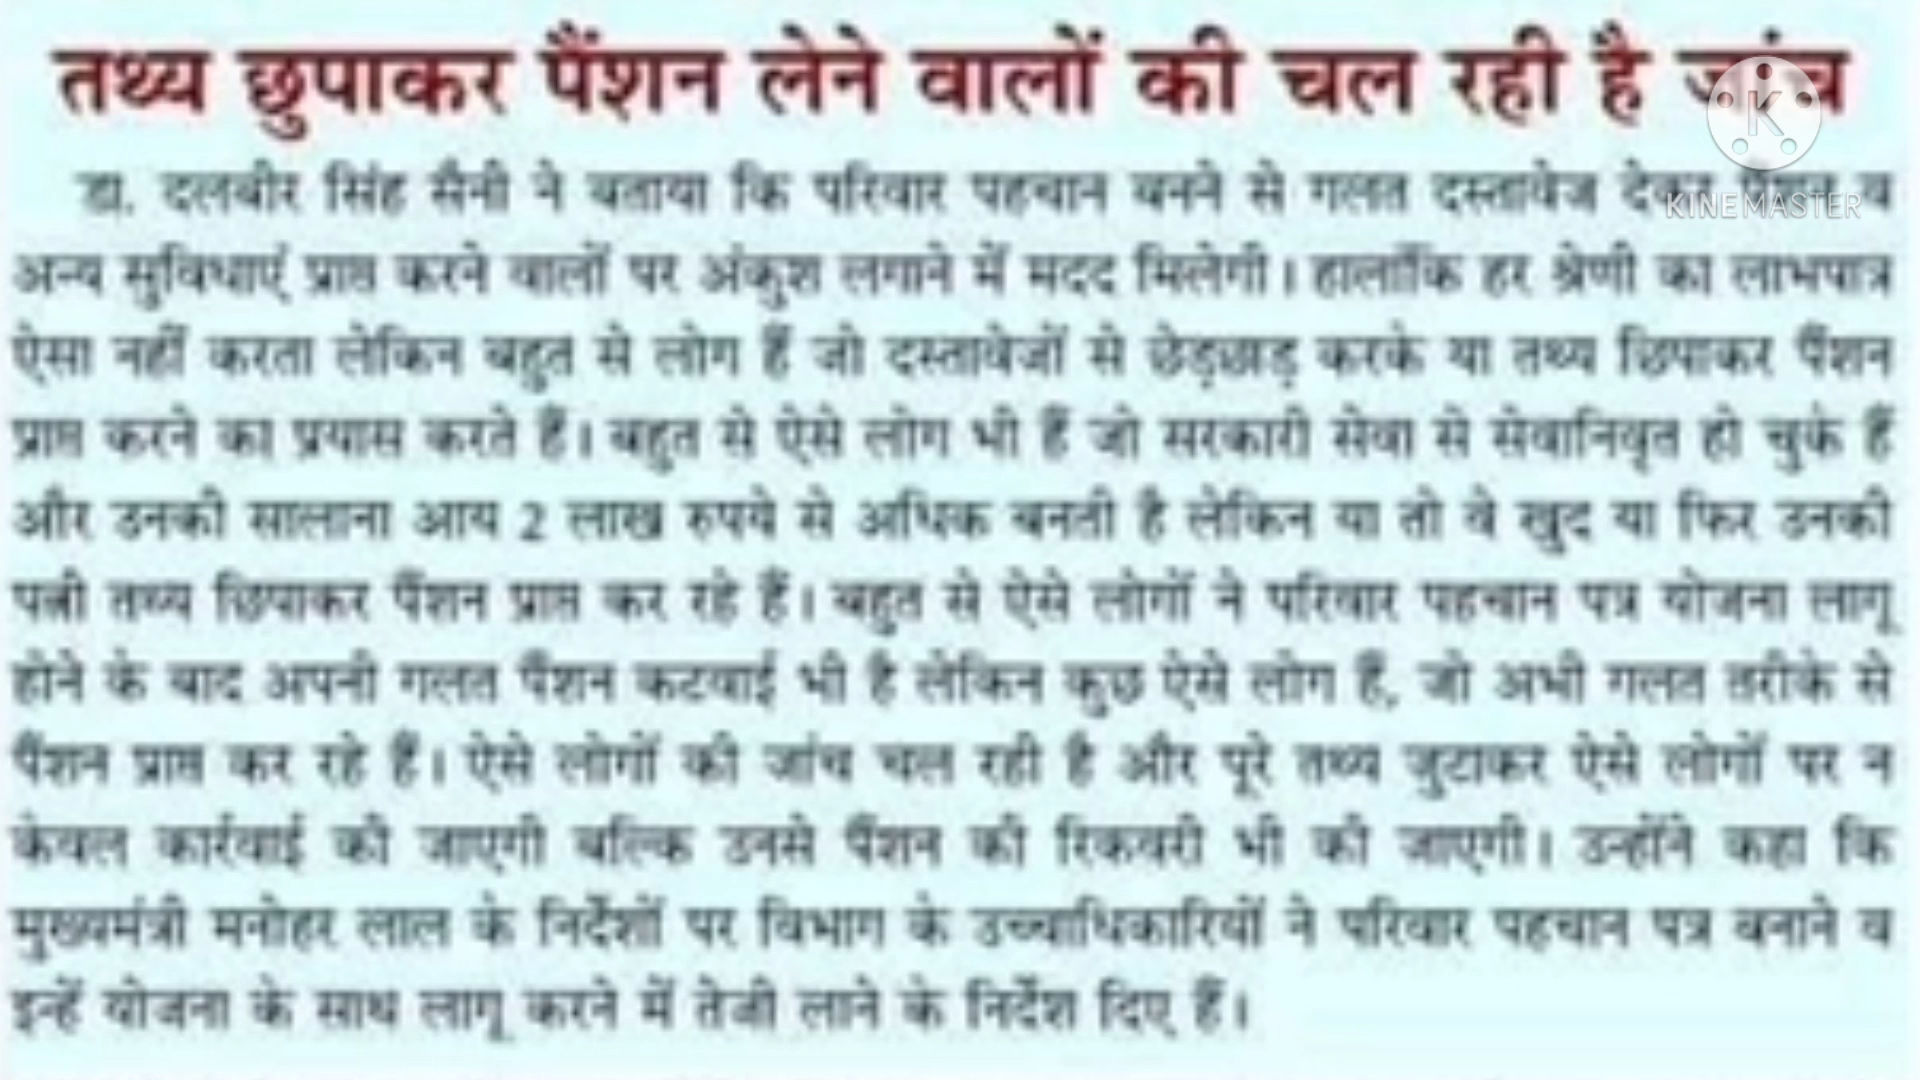 तथ्य छुपाकर पैंशन लेने वालों की चल रही है जांच
डा. दलबीर सिंह सैनी ने बताया कि परिवार पहचान बनने से गलत दस्तावेज देकर पैंशन व
अन्य सुविधाएं प्राप्त करने वालों पर अंकुश लगाने में मदद मिलेगी। हालांकि हर श्रेणी का लाभपात्र
ऐसा नहीं करता लेकिन बहुत से लोग हैं जो दस्तावेजों से छेड़छाड़ करके या तथ्य छिपाकर पैंशन
प्राप्त करने का प्रयास करते हैं। बहुत से ऐसे लोग भी हैं जो सरकारी सेवा से सेवानिवृत हो चुके हैं
और उनकी सालाना आय 2 लाख रुपये से अधिक बनती है लेकिन या तो वे खुद या फिर उनकी
पत्नी तथ्य छिपाकर पैंशन प्राप्त कर रहे हैं। बहुत से ऐसे लोगों ने परिवार पहचान पत्र योजना लागू
होने के बाद अपनी गलत पैंशन कटवाई भी है लेकिन कुछ ऐसे लोग हैं, जो अभी गलत तरीके से
पैंशन प्राप्त कर रहे हैं। ऐसे लोगों की जांच चल रही है और पूरे तथ्य जुटाकर ऐसे लोगों पर न
केवल कार्रवाई की जाएगी बल्कि उनसे पैंशन की रिकवरी भी की जाएगी। उन्होंने कहा कि
मुख्यमंत्री मनोहर लाल के निर्देशों पर विभाग के उच्चाधिकारियों ने परिवार पहचान पत्र बनाने व
इन्हें योजना के साथ लागू करने में तेजी लाने के निर्देश दिए हैं।
K
KINEMASTER